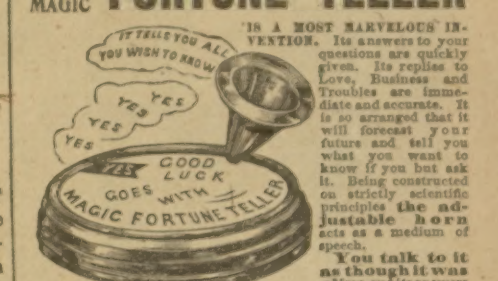 MAGIC FORTUNE TELLER
IS A MOST MARVELOUS IN-
VENTION. Its answers to your
questions are quickly
given. Its replies to
Love, Business and
Troubles are imme-
diate and accurate. It
is so arranged that it
will forecast your
future and tell you
what you want to
know if you but ask
it. Being constructed
on strictly scientific
principles the ad-
justable horn
acts as a medium of
speech.
You talk to it
as though it was
IT TELLS YOU ALL
YOU WISH TO KNOW
YES
YES
YES
YES
GOOD
LUCK
GOES WITH
MAGIC FORTUNE TELLER